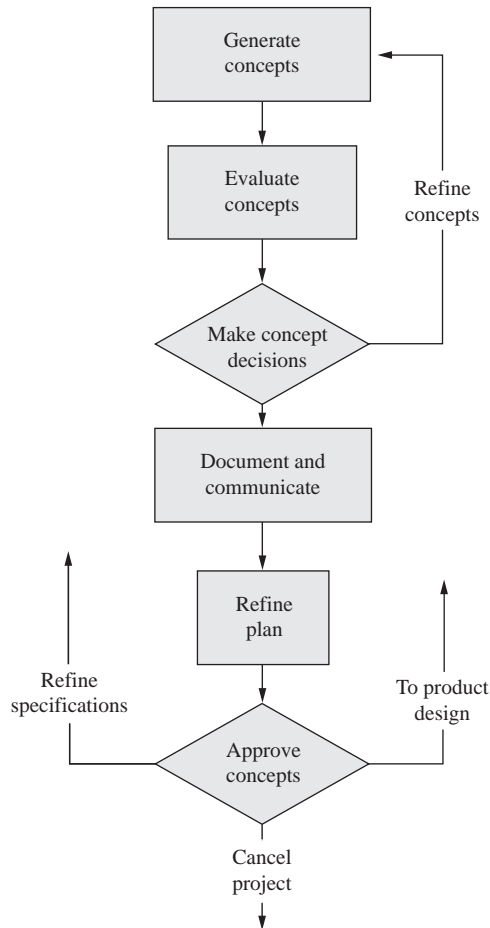 Generate
concepts
Evaluate
concepts
Refine
concepts
Make concept
decisions
Document and
communicate
Refine
plan
Refine
specifications
To product
design
Approve
concepts
Cancel
project